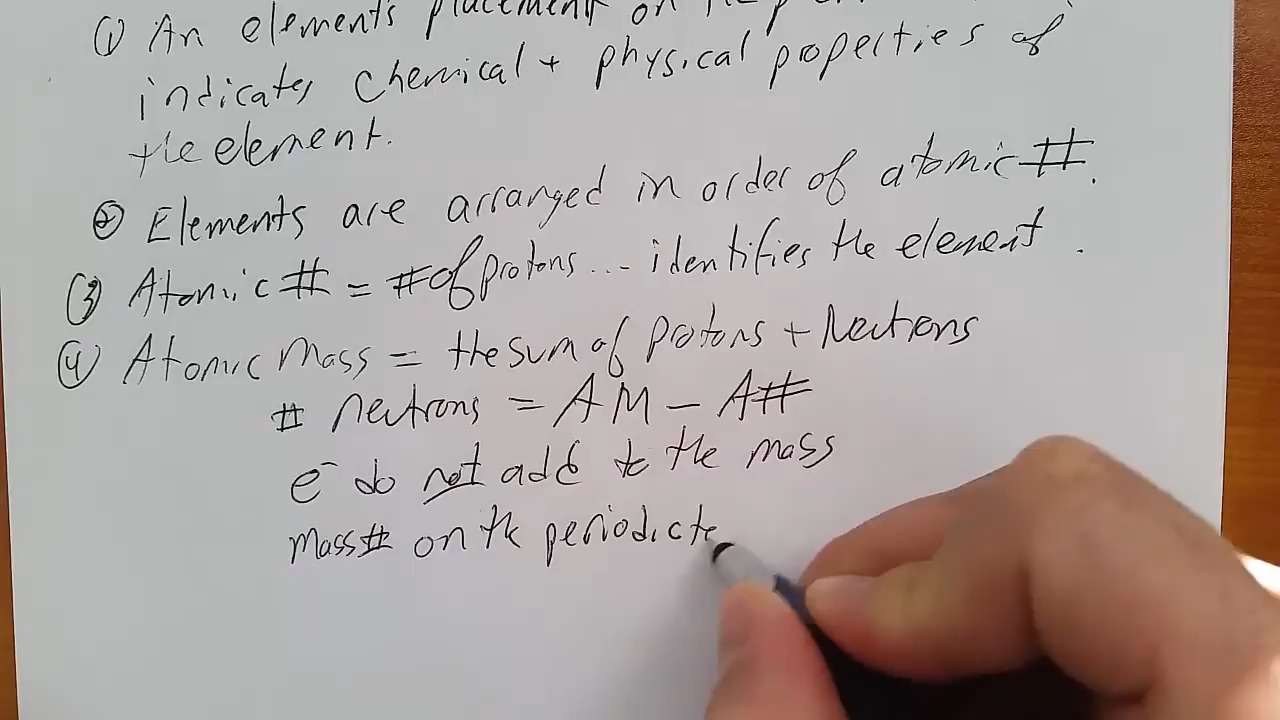 ① An elements placement on the
indicates chemical + physical properties of
the element.
② Elements are arranged in order of atomic #.
③ Atomic # = # of protons ... identifies the element.
④ Atomic Mass = the sum of protons + Neutrons
# neutrons = AM - A#
e⁻ do not add to the mass
Mass# on the periodic